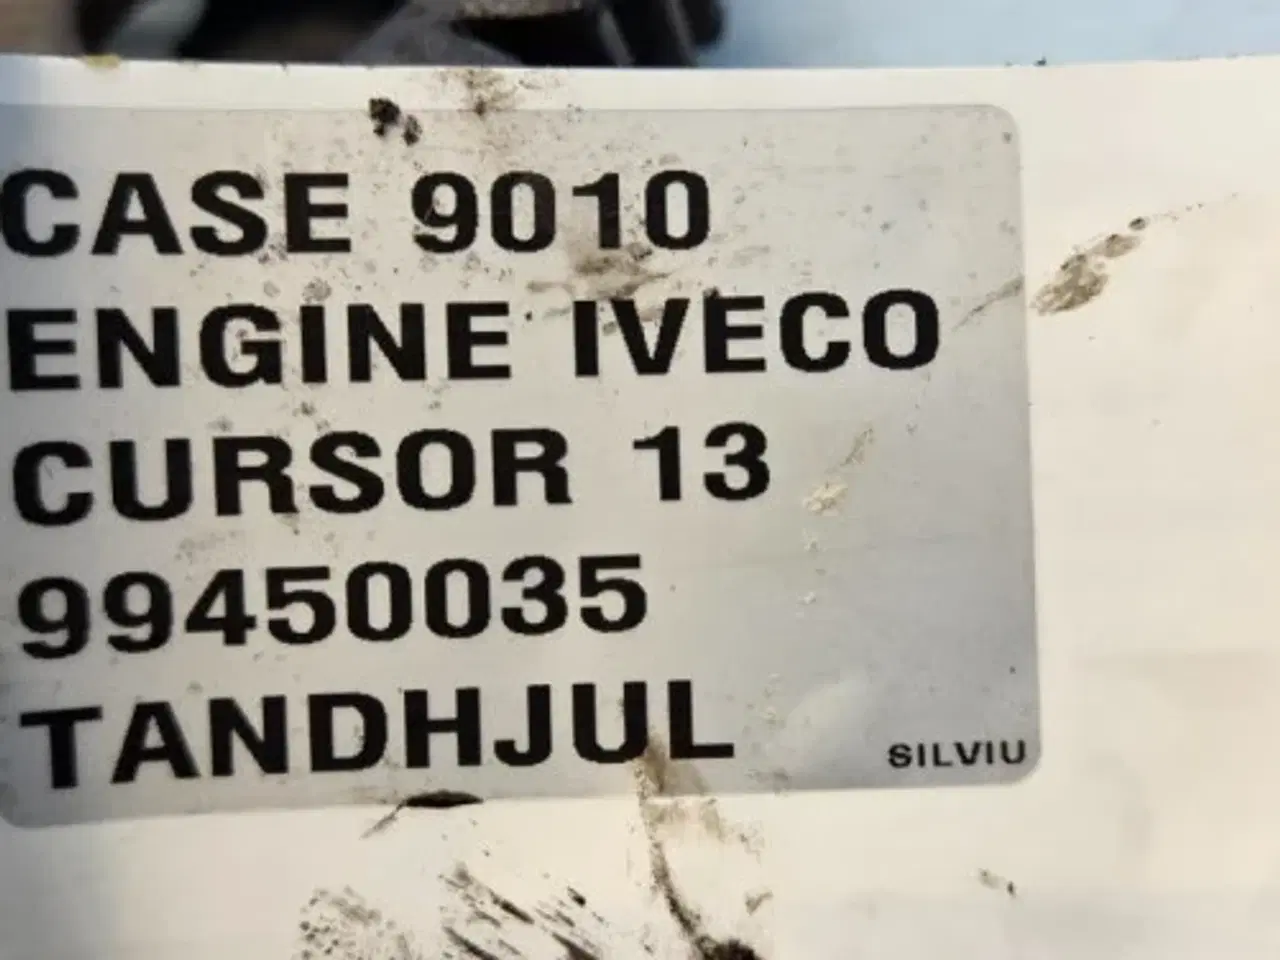 CASE 9010
ENGINE IVECO
CURSOR 13
99450035
TANDHJUL
SILVIU